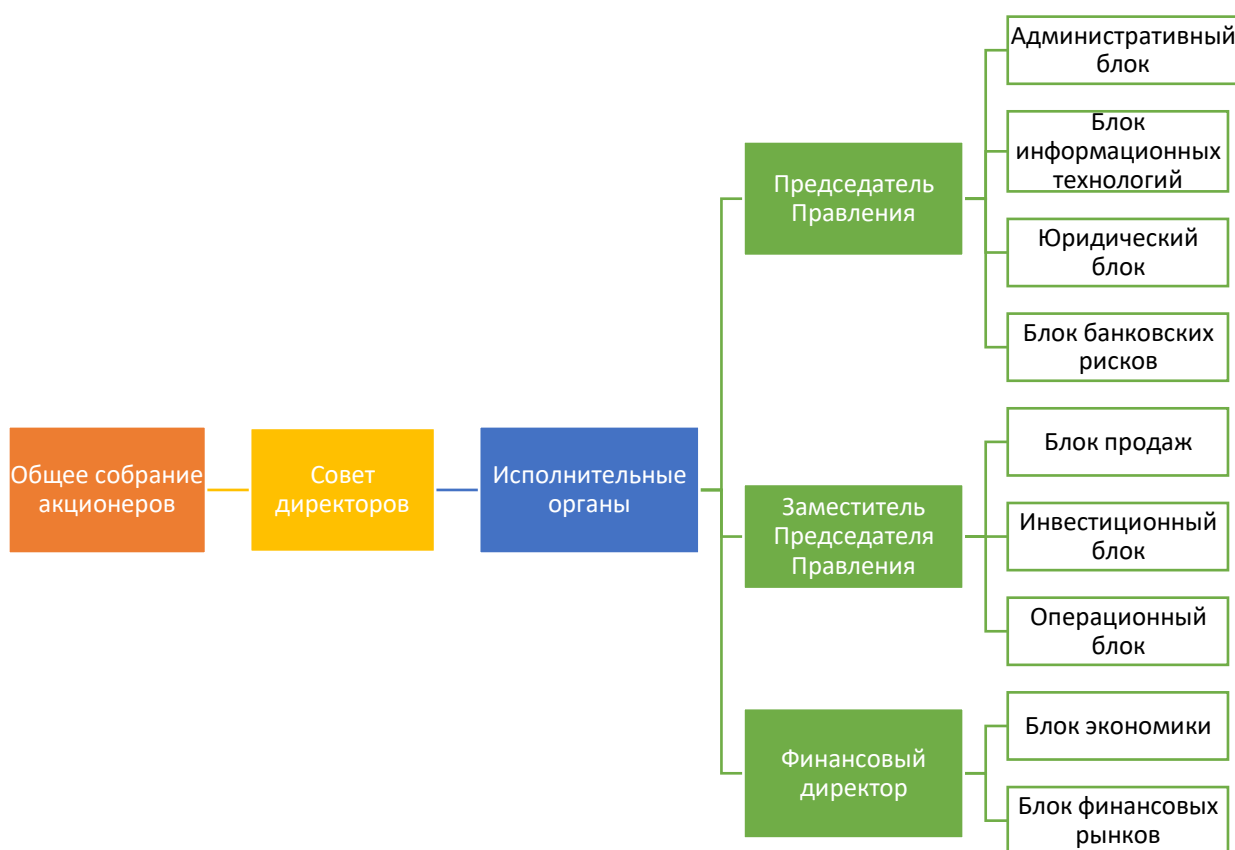 Общее собрание
акционеров
Совет
директоров
Исполнительные
органы
Председатель
Правления
Административный
блок
Блок
информационных
технологий
Юридический
блок
Блок банковских
рисков
Заместитель
Председателя
Правления
Блок продаж
Инвестиционный
блок
Операционный
блок
Финансовый
директор
Блок экономики
Блок финансовых
рынков